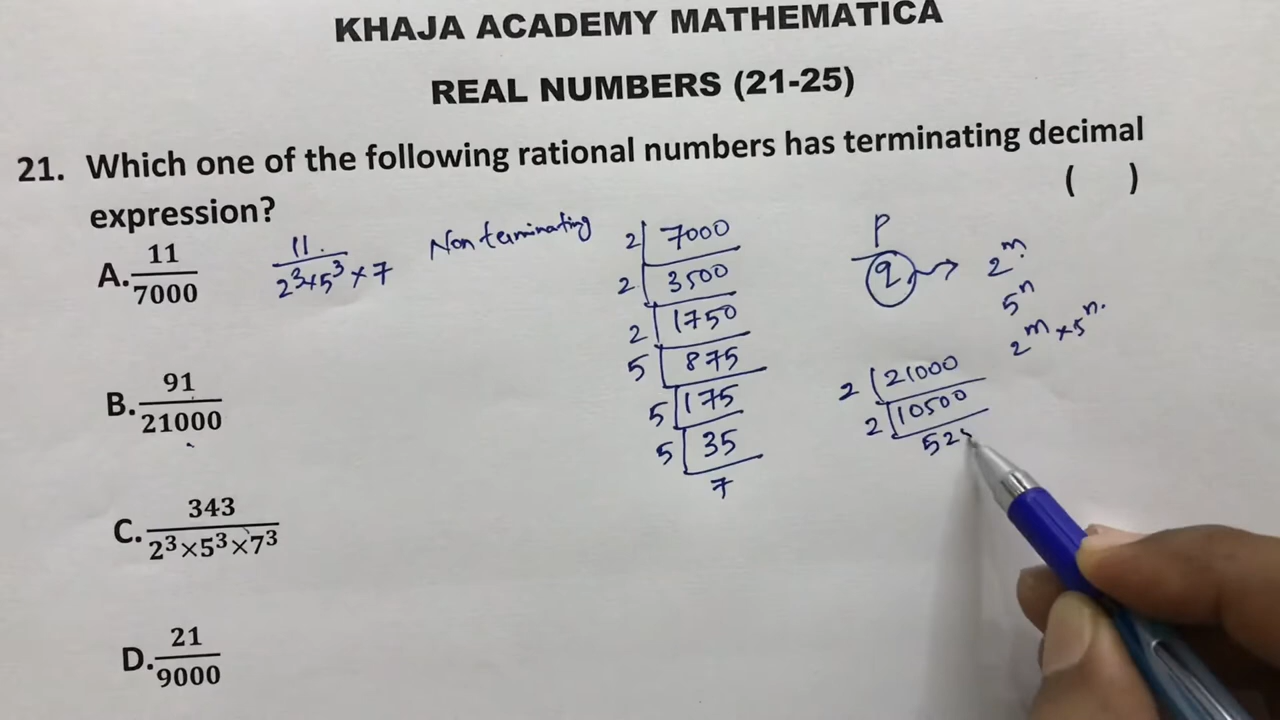 KHAJA ACADEMY MATHEMATICA
REAL NUMBERS (21-25)
21. Which one of the following rational numbers has terminating decimal
expression? ( )
A. 11/7000
11/2³×5³×7
Non terminating
B. 91/21000
C. 343/2³×5³×7³
D. 21/9000
2 7000
2 3500
2 1750
5 875
5 175
5 35
7
p/q → 2^m
5^n
2^m × 5^n
2 21000
2 10500
525